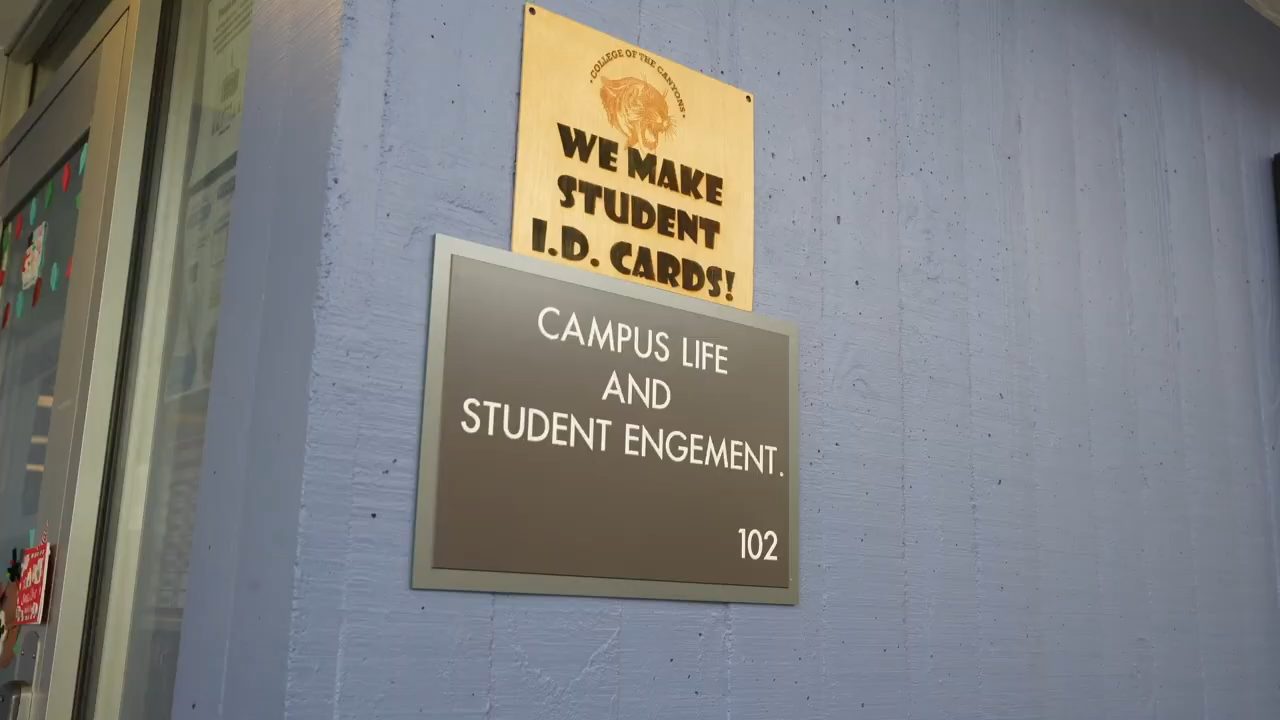 COLLEGE OF THE CANYONS
WE MAKE
STUDENT
I.D. CARDS!
CAMPUS LIFE
AND
STUDENT ENGEMENT.
102